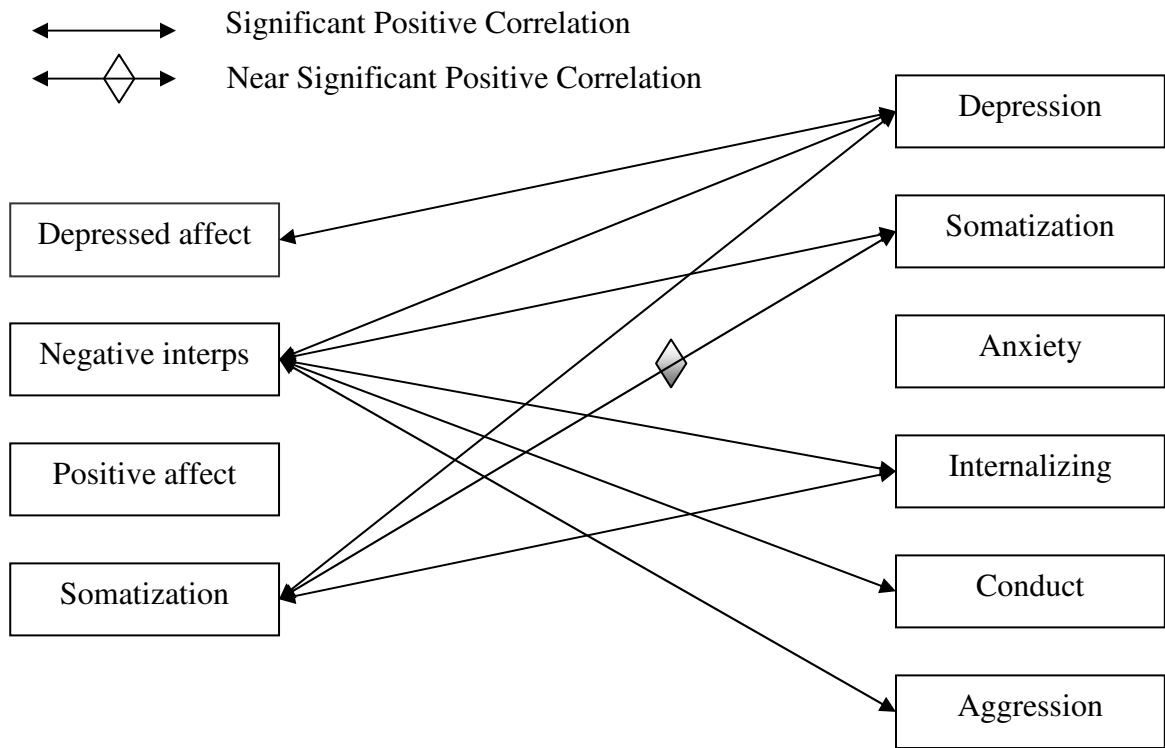 Significant Positive Correlation
Near Significant Positive Correlation
Depressed affect
Negative interps
Positive affect
Somatization
Depression
Somatization
Anxiety
Internalizing
Conduct
Aggression